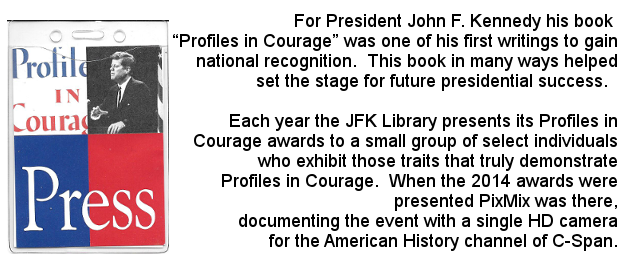 Profile
IN
Courag
Press
For President John F. Kennedy his book
“Profiles in Courage” was one of his first writings to gain
national recognition.  This book in many ways helped
set the stage for future presidential success.
Each year the JFK Library presents its Profiles in
Courage awards to a small group of select individuals
who exhibit those traits that truly demonstrate
Profiles in Courage.  When the 2014 awards were
presented PixMix was there,
documenting the event with a single HD camera
for the American History channel of C-Span.